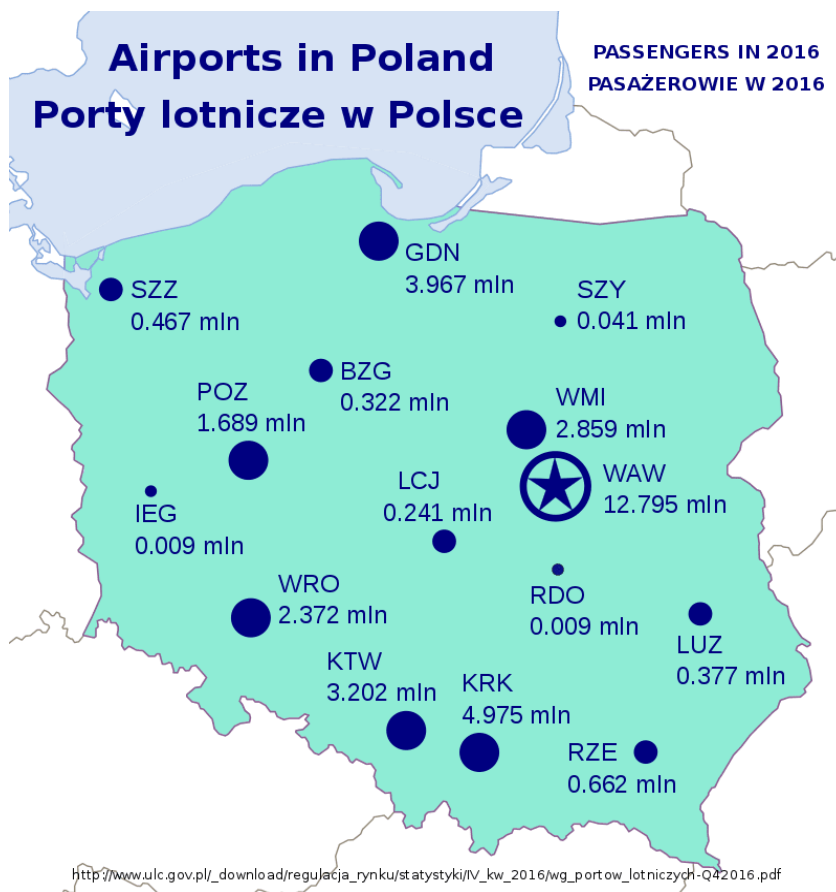 Airports in Poland
Porty lotnicze w Polsce
PASSENGERS IN 2016
PASAŻEROWIE W 2016
GDN
3.967 mln
SZZ
0.467 mln
SZY
0.041 mln
BZG
0.322 mln
POZ
1.689 mln
WMI
2.859 mln
WAW
12.795 mln
LCJ
0.241 mln
IEG
0.009 mln
WRO
2.372 mln
RDO
0.009 mln
LUZ
0.377 mln
KTW
3.202 mln
KRK
4.975 mln
RZE
0.662 mln
http://www.ulc.gov.pl/_download/regulacja_rynku/statystyki/IV_kw_2016/wg_portow_lotniczych-Q42016.pdf